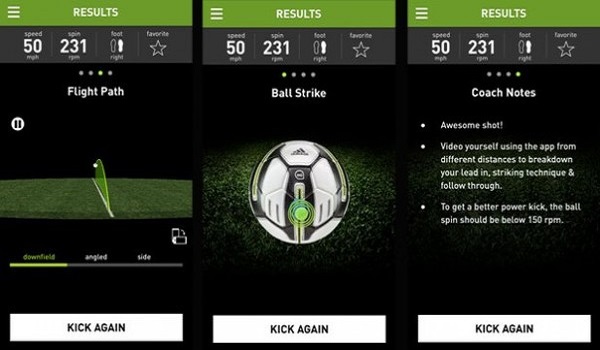 RESULTS
speed spin foot favorite
50 231
mph rpm
Flight Path
downfield angled side
KICK AGAIN
RESULTS
speed spin foot favorite
50 231
mph rpm
Ball Strike
adidas
KICK AGAIN
RESULTS
speed spin foot favorite
50 231
mph rpm
Coach Notes
• Awesome shot!
• Video yourself using the app from
different distances to breakdown
your lead in, striking technique &
follow through.
• To get a better power kick, the ball
spin should be below 150 rpm.
KICK AGAIN